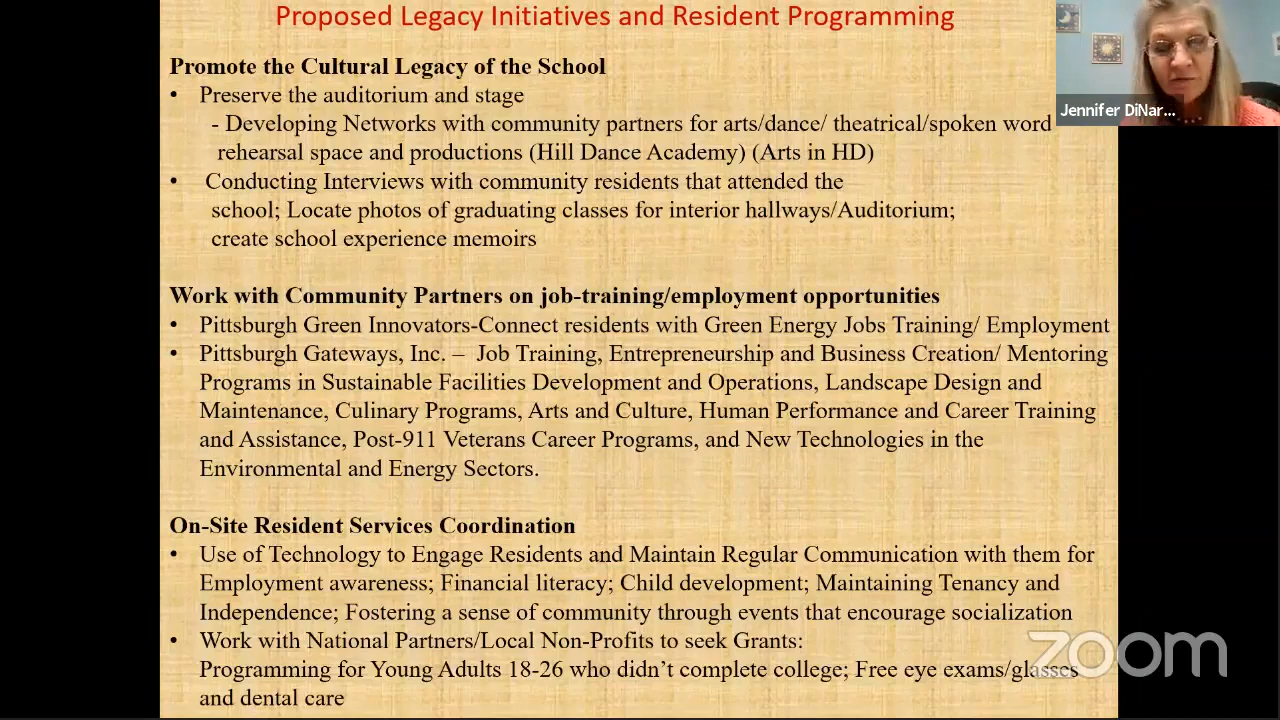 Proposed Legacy Initiatives and Resident Programming
Jennifer DiNar...
Promote the Cultural Legacy of the School
• Preserve the auditorium and stage
- Developing Networks with community partners for arts/dance/ theatrical/spoken word
rehearsal space and productions (Hill Dance Academy) (Arts in HD)
• Conducting Interviews with community residents that attended the
school; Locate photos of graduating classes for interior hallways/Auditorium;
create school experience memoirs
Work with Community Partners on job-training/employment opportunities
• Pittsburgh Green Innovators-Connect residents with Green Energy Jobs Training/ Employment
• Pittsburgh Gateways, Inc. – Job Training, Entrepreneurship and Business Creation/ Mentoring
Programs in Sustainable Facilities Development and Operations, Landscape Design and
Maintenance, Culinary Programs, Arts and Culture, Human Performance and Career Training
and Assistance, Post-911 Veterans Career Programs, and New Technologies in the
Environmental and Energy Sectors.
On-Site Resident Services Coordination
• Use of Technology to Engage Residents and Maintain Regular Communication with them for
Employment awareness; Financial literacy; Child development; Maintaining Tenancy and
Independence; Fostering a sense of community through events that encourage socialization
• Work with National Partners/Local Non-Profits to seek Grants:
Programming for Young Adults 18-26 who didn't complete college; Free eye exams/glasses
and dental care
zoom